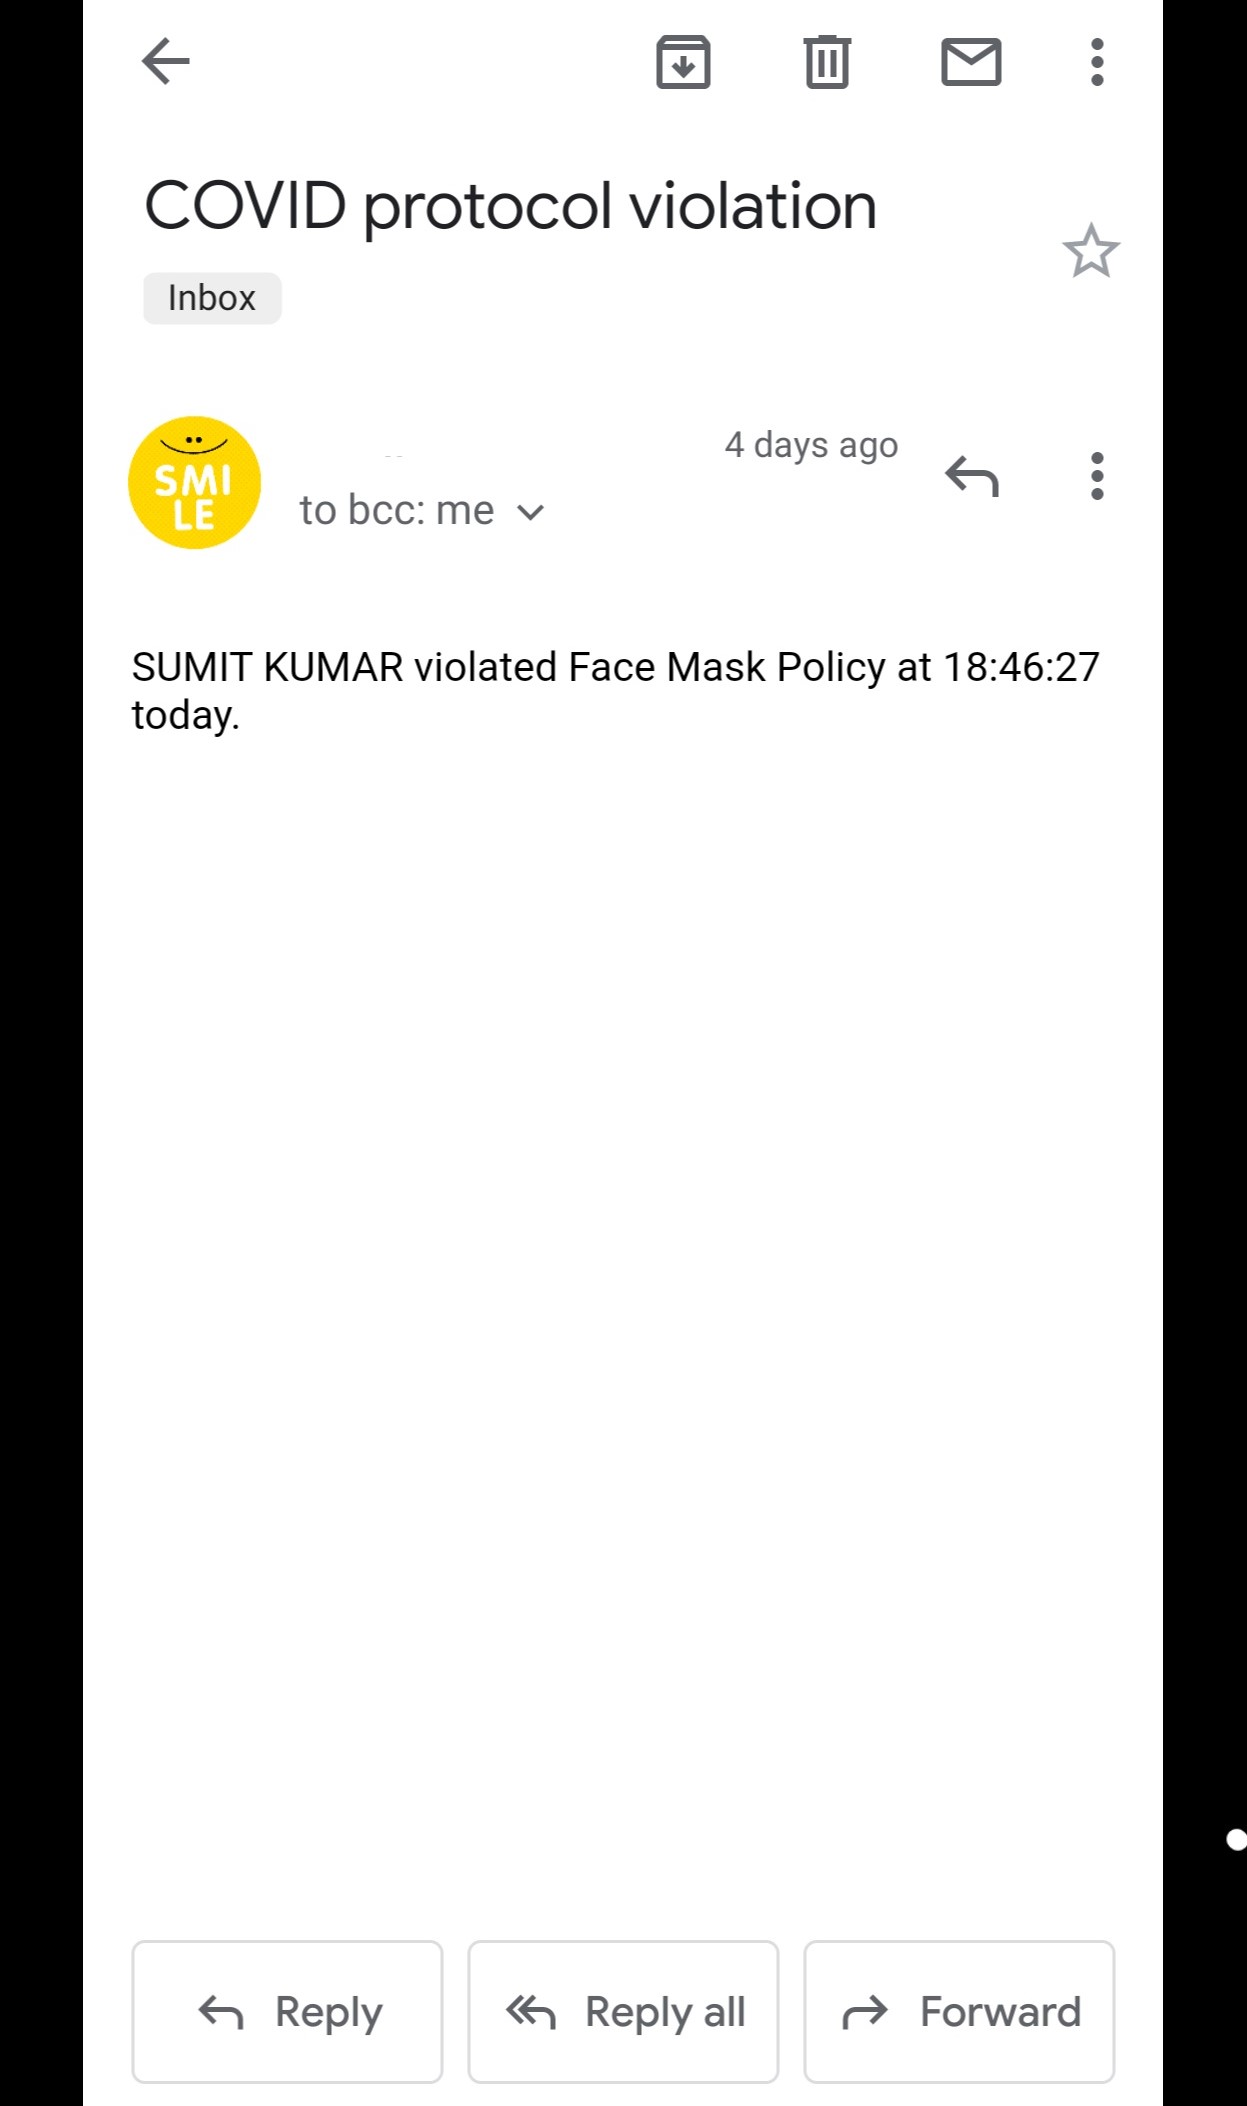 COVID protocol violation
Inbox
SMI
LE
4 days ago
to bcc: me
SUMIT KUMAR violated Face Mask Policy at 18:46:27
today.
Reply
Reply all
Forward